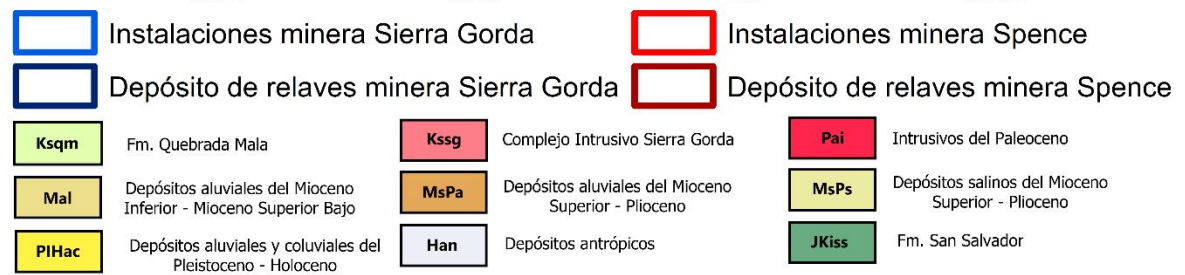 Instalaciones minera Sierra Gorda
Instalaciones minera Spence
Depósito de relaves minera Sierra Gorda
Depósito de relaves minera Spence
Ksqm
Fm. Quebrada Mala
Kssg
Complejo Intrusivo Sierra Gorda
Pai
Intrusivos del Paleoceno
Mal
Depósitos aluviales del Mioceno
Inferior - Mioceno Superior Bajo
MsPa
Depósitos aluviales del Mioceno
Superior - Plioceno
MsPs
Depósitos salinos del Mioceno
Superior - Plioceno
PlHac
Depósitos aluviales y coluviales del
Pleistoceno - Holoceno
Han
Depósitos antrópicos
JKiss
Fm. San Salvador